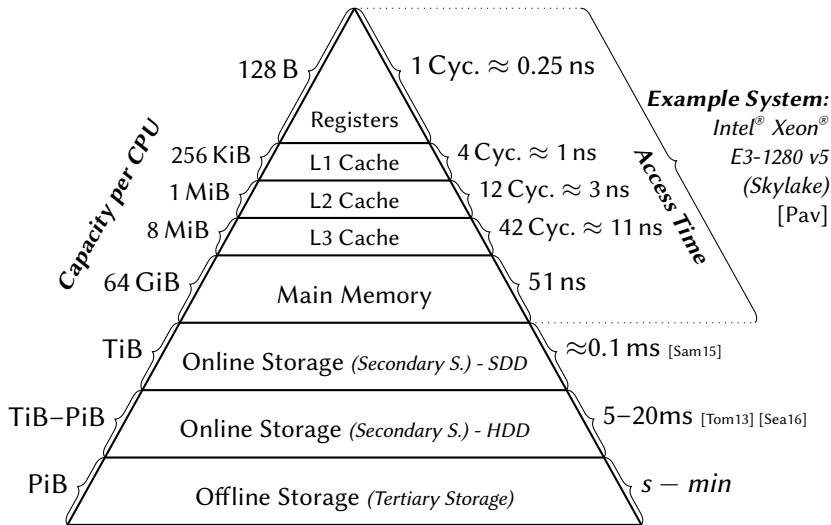 128 B
1 Cyc. ≈ 0.25 ns
Registers
256 KiB
L1 Cache
4 Cyc. ≈ 1 ns
1 MiB
L2 Cache
12 Cyc. ≈ 3 ns
8 MiB
L3 Cache
42 Cyc. ≈ 11 ns
64 GiB
Main Memory
51 ns
TiB
Online Storage (Secondary S.) - SDD
≈0.1 ms [Sam15]
TiB–PiB
Online Storage (Secondary S.) - HDD
5–20ms [Tom13] [Sea16]
PiB
Offline Storage (Tertiary Storage)
s − min
Capacity per CPU
Access Time
Example System:
Intel® Xeon®
E3-1280 v5
(Skylake)
[Pav]